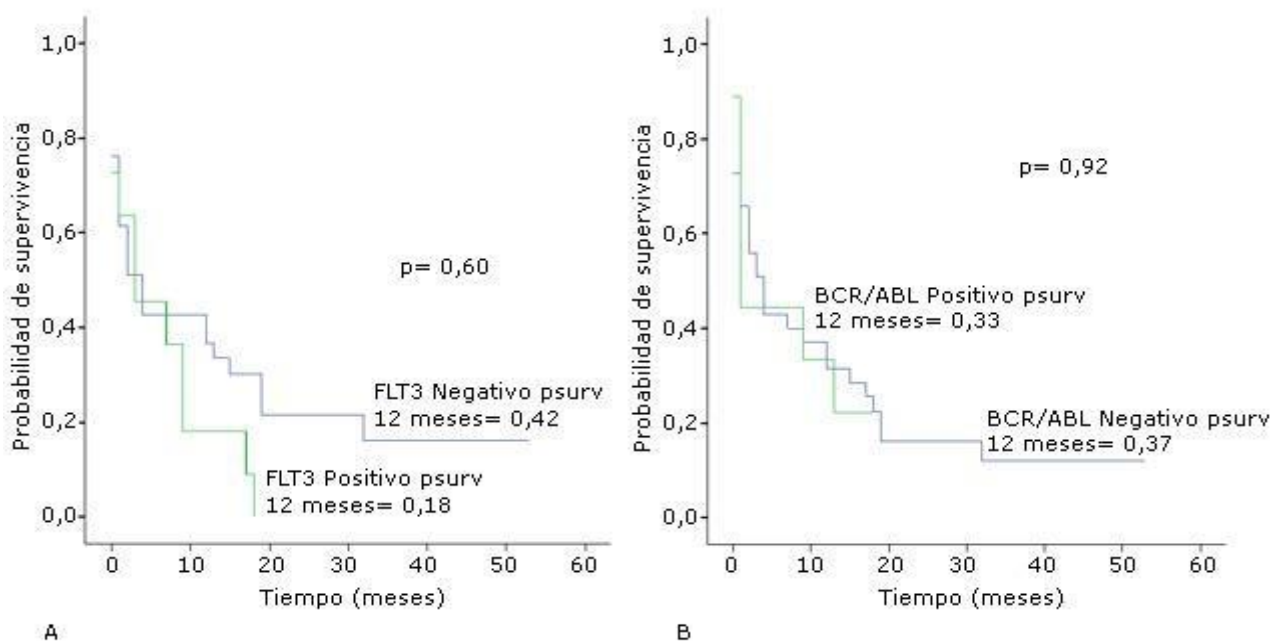 1,0
0,8
0,6
0,4
0,2
0,0
Probabilidad de supervivencia
p= 0,60
FLT3 Negativo psurv
12 meses= 0,42
FLT3 Positivo psurv
12 meses= 0,18
0 10 20 30 40 50 60
Tiempo (meses)
A
1,0
0,8
0,6
0,4
0,2
0,0
Probabilidad de supervivencia
p= 0,92
BCR/ABL Positivo psurv
12 meses= 0,33
BCR/ABL Negativo psurv
12 meses= 0,37
0 10 20 30 40 50 60
Tiempo (meses)
B